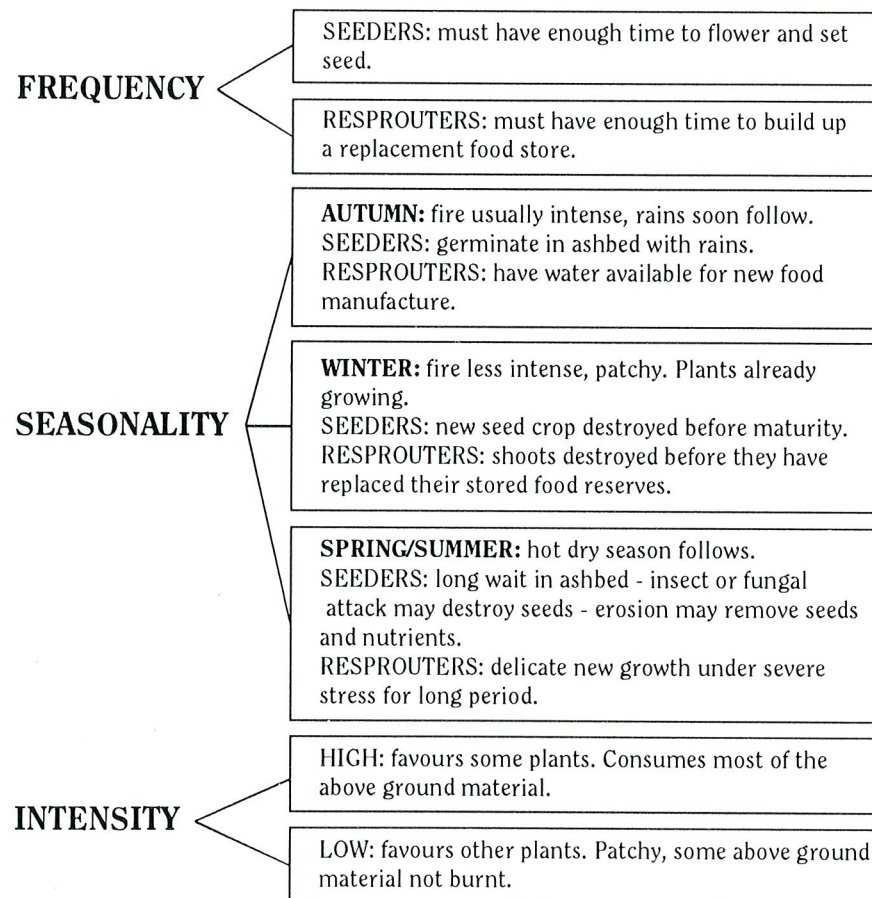 FREQUENCY
SEEDERS: must have enough time to flower and set
seed.
RESPROUTERS: must have enough time to build up
a replacement food store.
SEASONALITY
AUTUMN: fire usually intense, rains soon follow.
SEEDERS: germinate in ashbed with rains.
RESPROUTERS: have water available for new food
manufacture.
WINTER: fire less intense, patchy. Plants already
growing.
SEEDERS: new seed crop destroyed before maturity.
RESPROUTERS: shoots destroyed before they have
replaced their stored food reserves.
SPRING/SUMMER: hot dry season follows.
SEEDERS: long wait in ashbed - insect or fungal
attack may destroy seeds - erosion may remove seeds
and nutrients.
RESPROUTERS: delicate new growth under severe
stress for long period.
INTENSITY
HIGH: favours some plants. Consumes most of the
above ground material.
LOW: favours other plants. Patchy, some above ground
material not burnt.